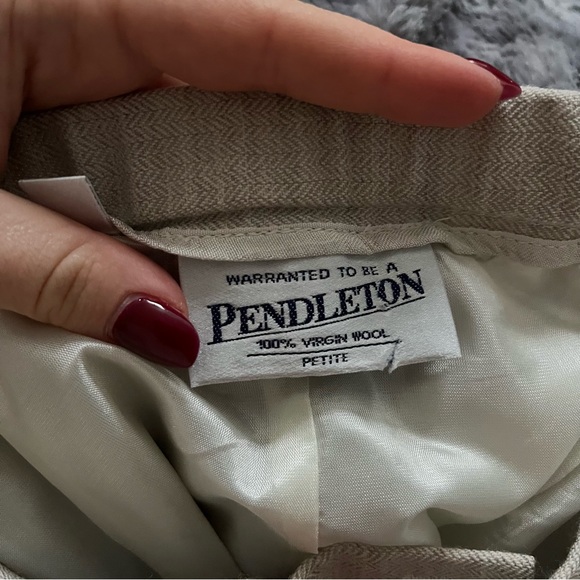 WARRANTED TO BE A
PENDLETON
100% VIRGIN WOOL
PETITE